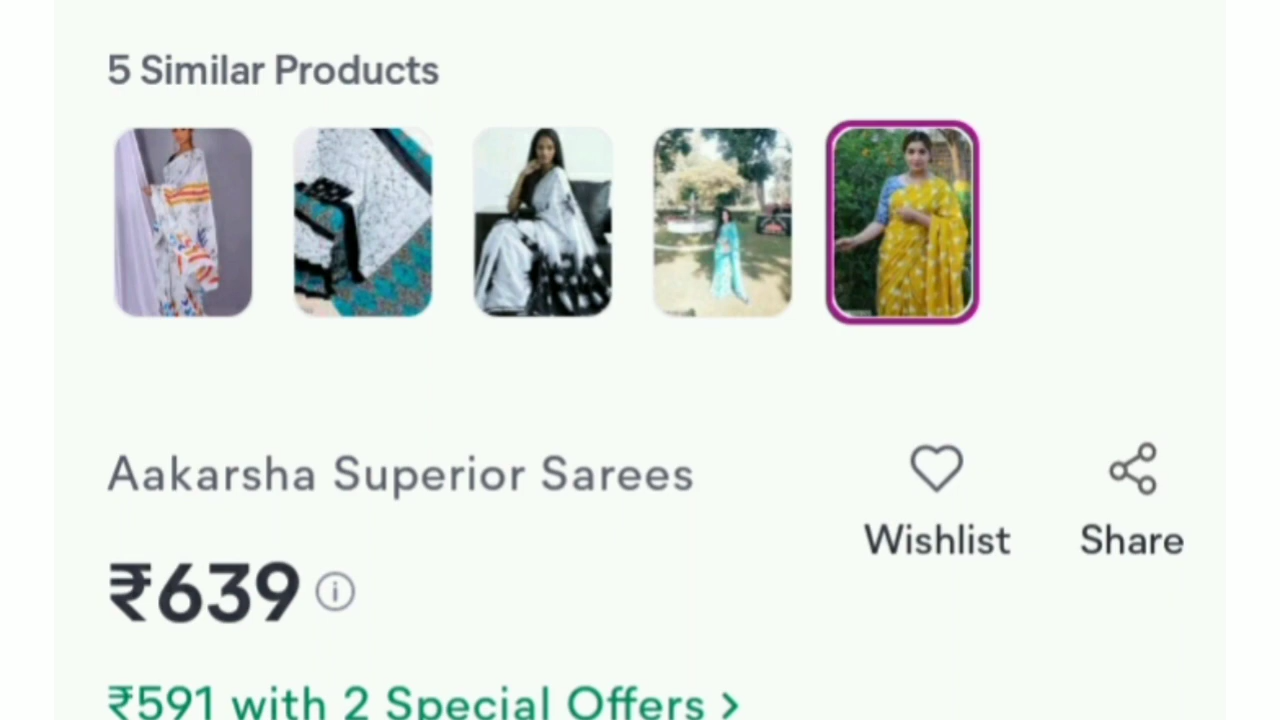 5 Similar Products
Aakarsha Superior Sarees
Wishlist
Share
₹639
₹591 with 2 Special Offers